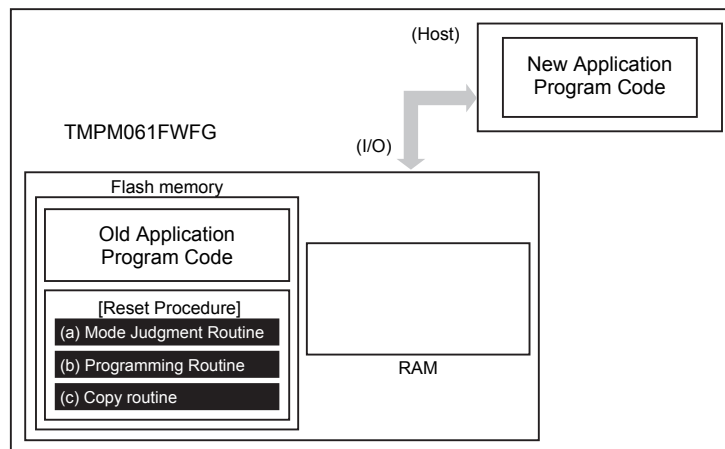 (Host)
New Application
Program Code
TMPM061FWFG
(I/O)
Flash memory
Old Application
Program Code
[Reset Procedure]
(a) Mode Judgment Routine
(b) Programming Routine
(c) Copy routine
RAM